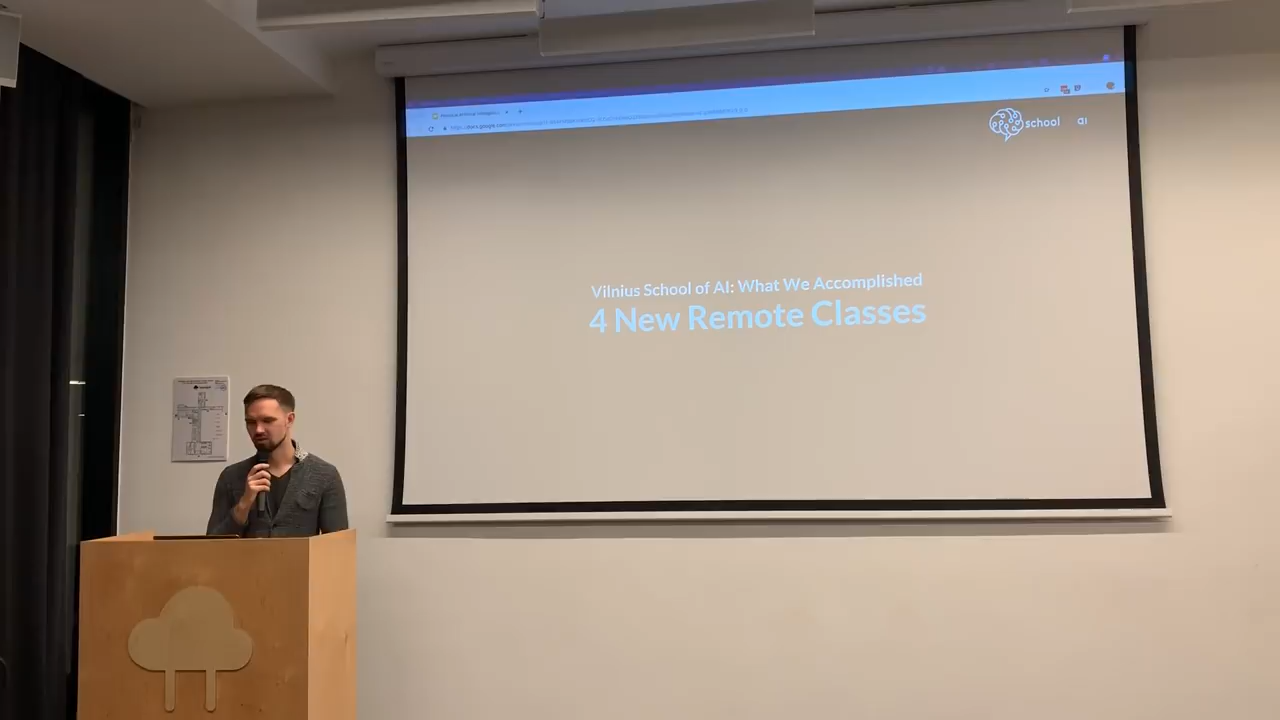 school ai
Vilnius School of AI: What We Accomplished
4 New Remote Classes